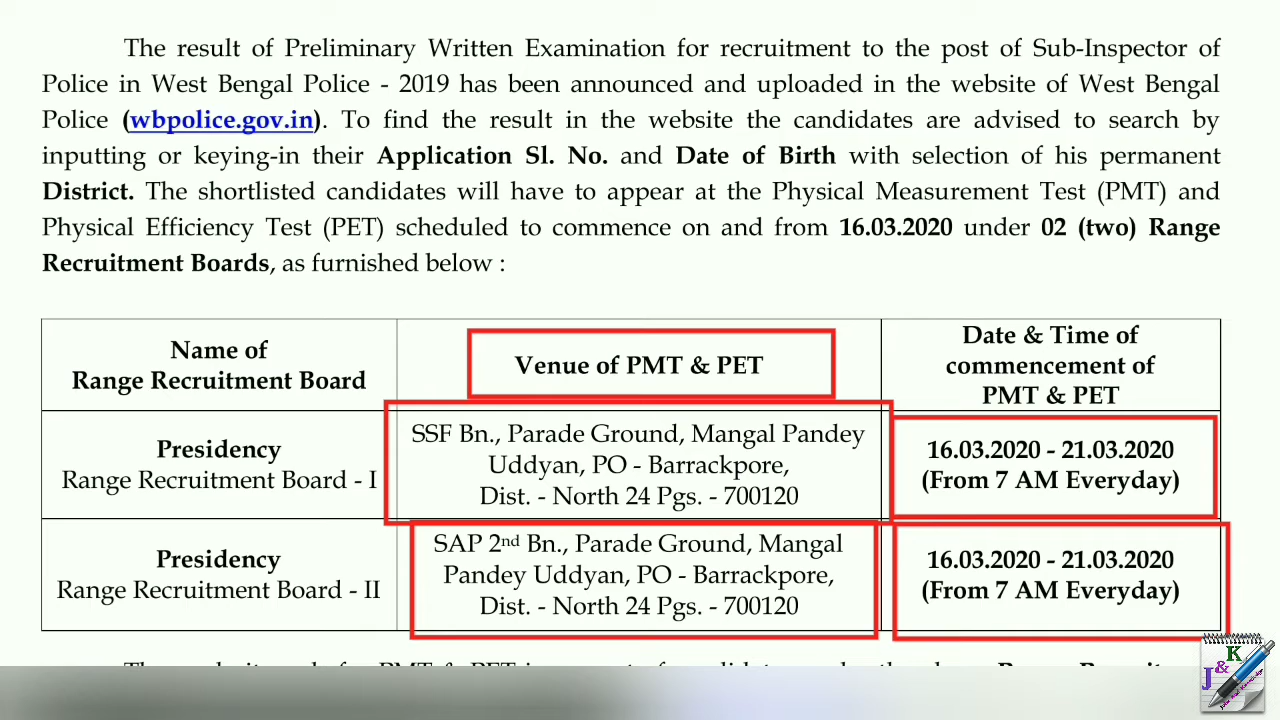 The result of Preliminary Written Examination for recruitment to the post of Sub-Inspector of
Police in West Bengal Police - 2019 has been announced and uploaded in the website of West Bengal
Police (wbpolice.gov.in). To find the result in the website the candidates are advised to search by
inputting or keying-in their Application Sl. No. and Date of Birth with selection of his permanent
District. The shortlisted candidates will have to appear at the Physical Measurement Test (PMT) and
Physical Efficiency Test (PET) scheduled to commence on and from 16.03.2020 under 02 (two) Range
Recruitment Boards, as furnished below :
Name of
Range Recruitment Board
Venue of PMT & PET
Date & Time of
commencement of
PMT & PET
Presidency
Range Recruitment Board - I
SSF Bn., Parade Ground, Mangal Pandey
Uddyan, PO - Barrackpore,
Dist. - North 24 Pgs. - 700120
16.03.2020 - 21.03.2020
(From 7 AM Everyday)
Presidency
Range Recruitment Board - II
SAP 2nd Bn., Parade Ground, Mangal
Pandey Uddyan, PO - Barrackpore,
Dist. - North 24 Pgs. - 700120
16.03.2020 - 21.03.2020
(From 7 AM Everyday)
J&K